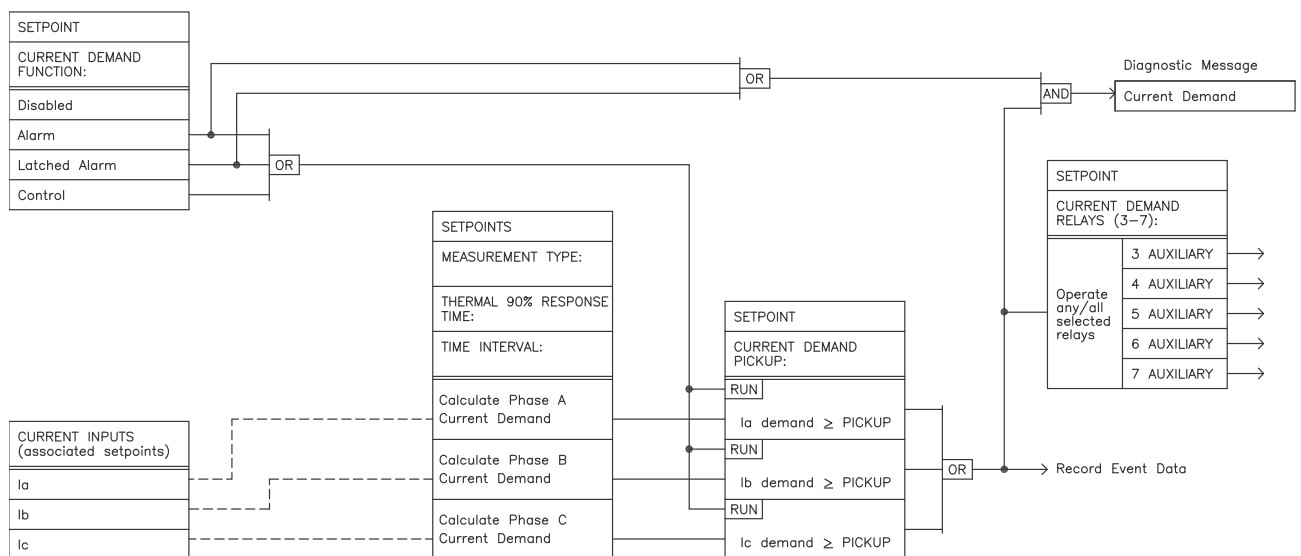 SETPOINT
CURRENT DEMAND
FUNCTION:
Disabled
Alarm
Latched Alarm
Control
OR
OR
AND
Diagnostic Message
Current Demand
SETPOINT
CURRENT DEMAND
RELAYS (3-7):
Operate
any/all
selected
relays
3 AUXILIARY
4 AUXILIARY
5 AUXILIARY
6 AUXILIARY
7 AUXILIARY
SETPOINTS
MEASUREMENT TYPE:
THERMAL 90% RESPONSE
TIME:
TIME INTERVAL:
Calculate Phase A
Current Demand
Calculate Phase B
Current Demand
Calculate Phase C
Current Demand
SETPOINT
CURRENT DEMAND
PICKUP:
RUN
Ia demand ≥ PICKUP
RUN
Ib demand ≥ PICKUP
RUN
Ic demand ≥ PICKUP
OR
Record Event Data
CURRENT INPUTS
(associated setpoints)
Ia
Ib
Ic